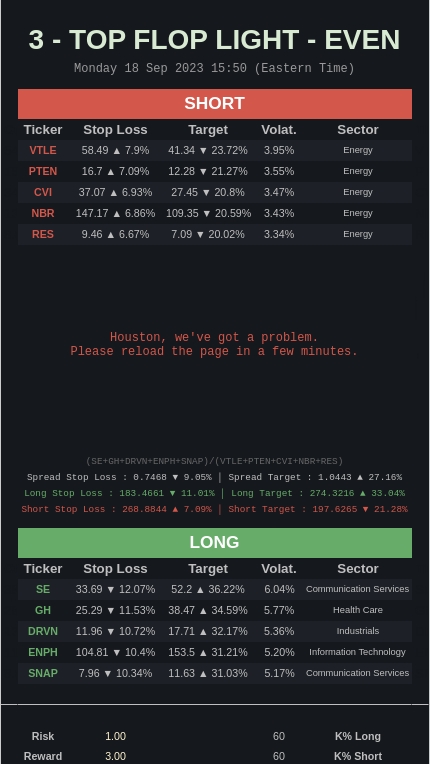 3 - TOP FLOP LIGHT - EVEN
Monday 18 Sep 2023 15:50 (Eastern Time)
SHORT
Ticker Stop Loss Target Volat. Sector
VTLE 58.49 ▲ 7.9% 41.34 ▼ 23.72% 3.95% Energy
PTEN 16.7 ▲ 7.09% 12.28 ▼ 21.27% 3.55% Energy
CVI 37.07 ▲ 6.93% 27.45 ▼ 20.8% 3.47% Energy
NBR 147.17 ▲ 6.86% 109.35 ▼ 20.59% 3.43% Energy
RES 9.46 ▲ 6.67% 7.09 ▼ 20.02% 3.34% Energy
Houston, we've got a problem.
Please reload the page in a few minutes.
(SE+GH+DRVN+ENPH+SNAP)/(VTLE+PTEN+CVI+NBR+RES)
Spread Stop Loss : 0.7468 ▼ 9.05% | Spread Target : 1.0443 ▲ 27.16%
Long Stop Loss : 183.4661 ▼ 11.01% | Long Target : 274.3216 ▲ 33.04%
Short Stop Loss : 268.8844 ▲ 7.09% | Short Target : 197.6265 ▼ 21.28%
LONG
Ticker Stop Loss Target Volat. Sector
SE 33.69 ▼ 12.07% 52.2 ▲ 36.22% 6.04% Communication Services
GH 25.29 ▼ 11.53% 38.47 ▲ 34.59% 5.77% Health Care
DRVN 11.96 ▼ 10.72% 17.71 ▲ 32.17% 5.36% Industrials
ENPH 104.81 ▼ 10.4% 153.5 ▲ 31.21% 5.20% Information Technology
SNAP 7.96 ▼ 10.34% 11.63 ▲ 31.03% 5.17% Communication Services
Risk 1.00 60 K% Long
Reward 3.00 60 K% Short